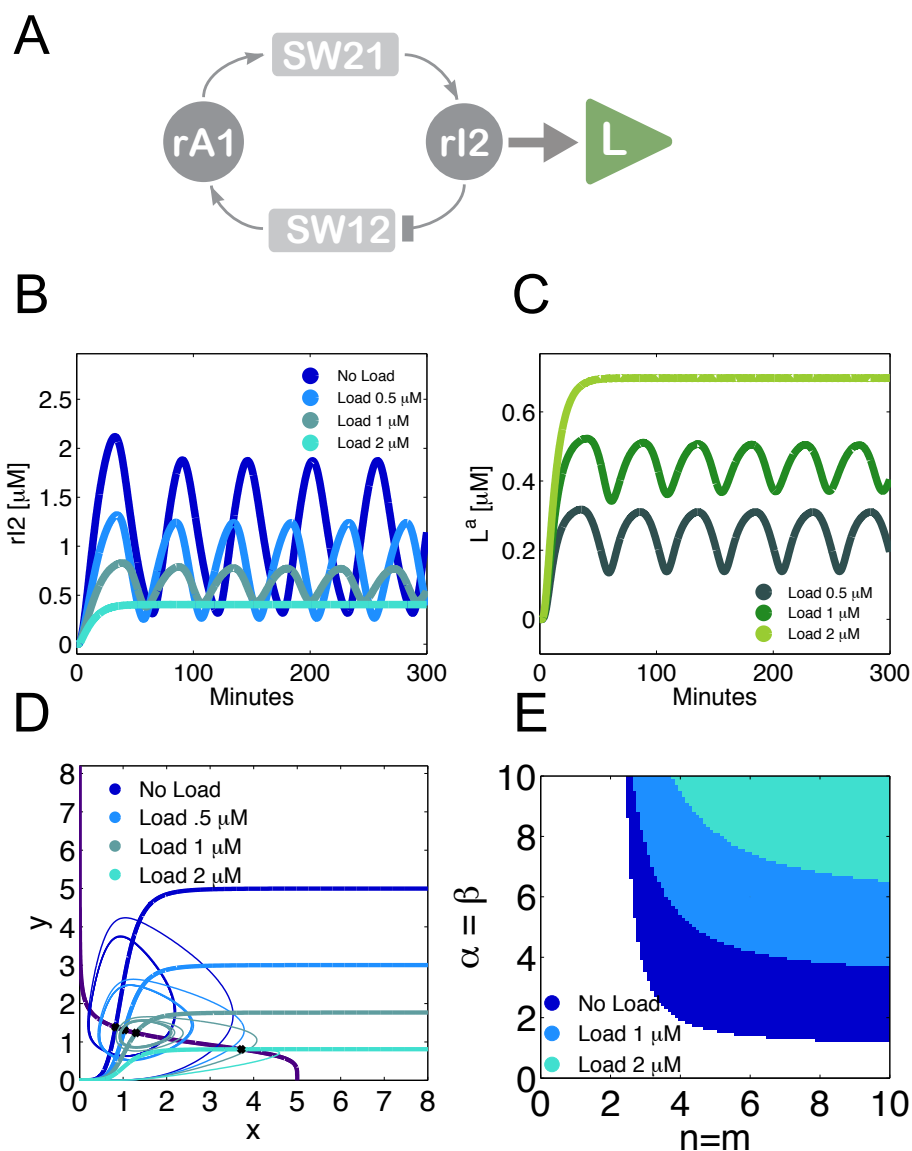 A
SW21
rA1
rI2
L
SW12
B
C
rI2 [µM]
2.5
2
1.5
1
0.5
0
No Load
Load 0.5 µM
Load 1 µM
Load 2 µM
0 100 200 300
Minutes
L^a [µM]
0.6
0.4
0.2
0
Load 0.5 µM
Load 1 µM
Load 2 µM
0 100 200 300
Minutes
D
E
y
8
7
6
5
4
3
2
1
0
No Load
Load .5 µM
Load 1 µM
Load 2 µM
0 1 2 3 4 5 6 7 8
x
α = β
10
8
6
4
2
0
No Load
Load 1 µM
Load 2 µM
0 2 4 6 8 10
n=m